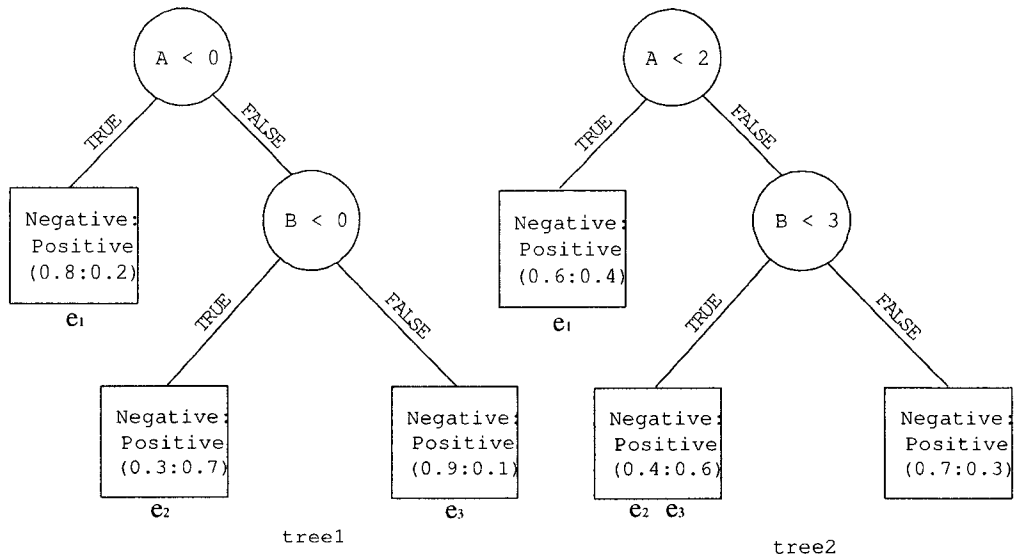 A < 0
TRUE
FALSE
Negative:
Positive
(0.8:0.2)
e1
B < 0
TRUE
FALSE
Negative:
Positive
(0.3:0.7)
e2
Negative:
Positive
(0.9:0.1)
e3
tree1
A < 2
TRUE
FALSE
Negative:
Positive
(0.6:0.4)
e1
B < 3
TRUE
FALSE
Negative:
Positive
(0.4:0.6)
e2 e3
Negative:
Positive
(0.7:0.3)
tree2